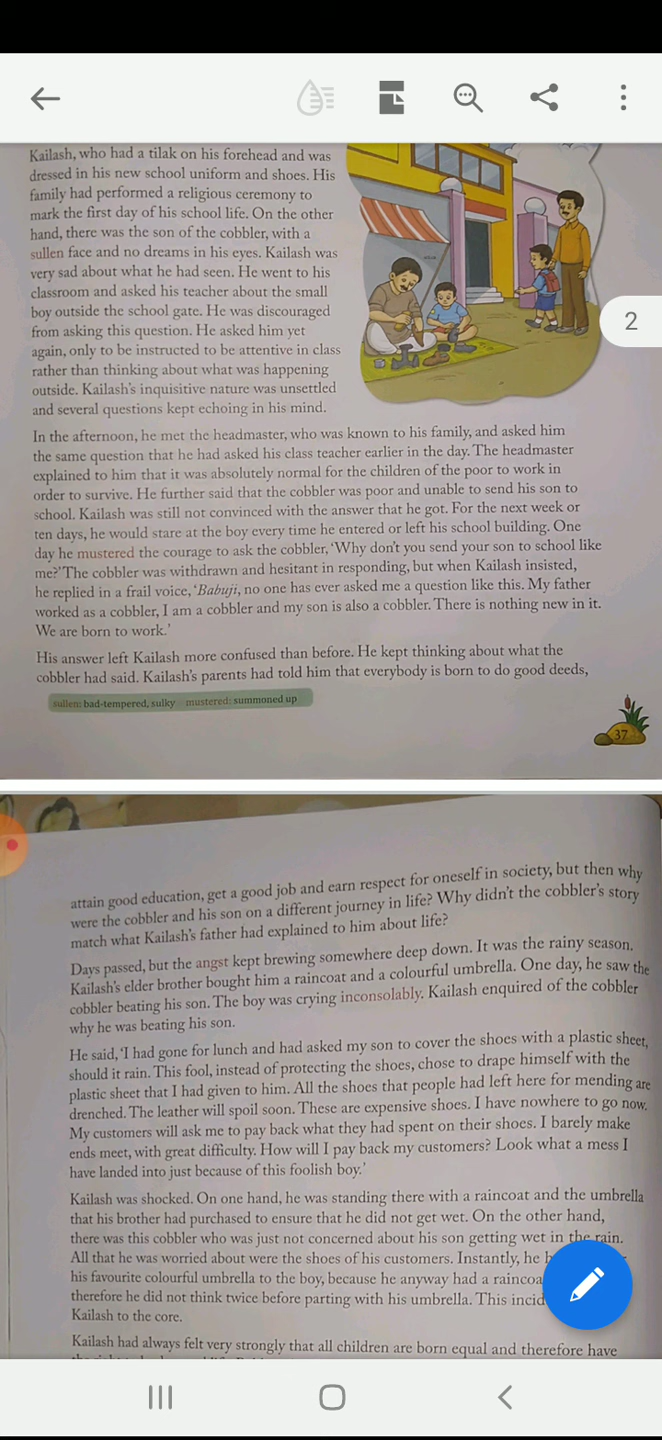 2
Kailash, who had a tilak on his forehead and was
dressed in his new school uniform and shoes. His
family had performed a religious ceremony to
mark the first day of his school life. On the other
hand, there was the son of the cobbler, with a
sullen face and no dreams in his eyes. Kailash was
very sad about what he had seen. He went to his
classroom and asked his teacher about the small
boy outside the school gate. He was discouraged
from asking this question. He asked him yet
again, only to be instructed to be attentive in class
rather than thinking about what was happening
outside. Kailash's inquisitive nature was unsettled
and several questions kept echoing in his mind.
In the afternoon, he met the headmaster, who was known to his family, and asked him
the same question that he had asked his class teacher earlier in the day. The headmaster
explained to him that it was absolutely normal for the children of the poor to work in
order to survive. He further said that the cobbler was poor and unable to send his son to
school. Kailash was still not convinced with the answer that he got. For the next week or
ten days, he would stare at the boy every time he entered or left his school building. One
day he mustered the courage to ask the cobbler, 'Why don't you send your son to school like
me?' The cobbler was withdrawn and hesitant in responding, but when Kailash insisted,
he replied in a frail voice, 'Babuji, no one has ever asked me a question like this. My father
worked as a cobbler, I am a cobbler and my son is also a cobbler. There is nothing new in it.
We are born to work.'
His answer left Kailash more confused than before. He kept thinking about what the
cobbler had said. Kailash's parents had told him that everybody is born to do good deeds,
sullen: bad-tempered, sulky mustered: summoned up
37
attain good education, get a good job and earn respect for oneself in society, but then why
were the cobbler and his son on a different journey in life? Why didn't the cobbler's story
match what Kailash's father had explained to him about life?
Days passed, but the angst kept brewing somewhere deep down. It was the rainy season.
Kailash's elder brother bought him a raincoat and a colourful umbrella. One day, he saw the
cobbler beating his son. The boy was crying inconsolably. Kailash enquired of the cobbler
why he was beating his son.
He said, 'I had gone for lunch and had asked my son to cover the shoes with a plastic sheet,
should it rain. This fool, instead of protecting the shoes, chose to drape himself with the
plastic sheet that I had given to him. All the shoes that people had left here for mending are
drenched. The leather will spoil soon. These are expensive shoes. I have nowhere to go now.
My customers will ask me to pay back what they had spent on their shoes. I barely make
ends meet, with great difficulty. How will I pay back my customers? Look what a mess I
have landed into just because of this foolish boy.'
Kailash was shocked. On one hand, he was standing there with a raincoat and the umbrella
that his brother had purchased to ensure that he did not get wet. On the other hand,
there was this cobbler who was just not concerned about his son getting wet in the rain.
All that he was worried about were the shoes of his customers. Instantly, he
his favourite colourful umbrella to the boy, because he anyway had a raincoa
therefore he did not think twice before parting with his umbrella. This incid
Kailash to the core.
Kailash had always felt very strongly that all children are born equal and therefore have